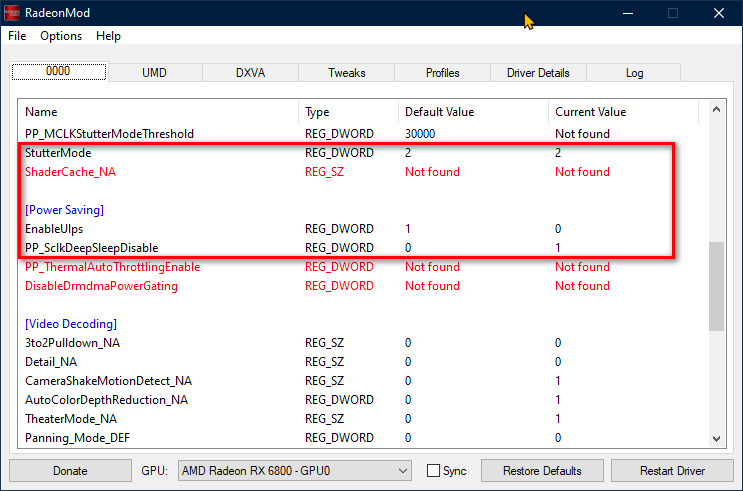 RadeonMod
File Options Help
0000 UMD DXVA Tweaks Profiles Driver Details Log
Name Type Default Value Current Value
PP_MCLKStutterModeThreshold REG_DWORD 30000 Not found
StutterMode REG_DWORD 2 2
ShaderCache_NA REG_SZ Not found Not found
[Power Saving]
EnableUlps REG_DWORD 1 0
PP_SclkDeepSleepDisable REG_DWORD 0 1
PP_ThermalAutoThrottlingEnable REG_DWORD Not found Not found
DisableDrmdmaPowerGating REG_DWORD Not found Not found
[Video Decoding]
3to2Pulldown_NA REG_SZ 0 0
Detail_NA REG_SZ 0 0
CameraShakeMotionDetect_NA REG_SZ 0 1
AutoColorDepthReduction_NA REG_DWORD 0 1
TheaterMode_NA REG_SZ 0 1
Panning_Mode_DEF REG_DWORD 0 0
Donate GPU: AMD Radeon RX 6800 - GPU0 Sync Restore Defaults Restart Driver